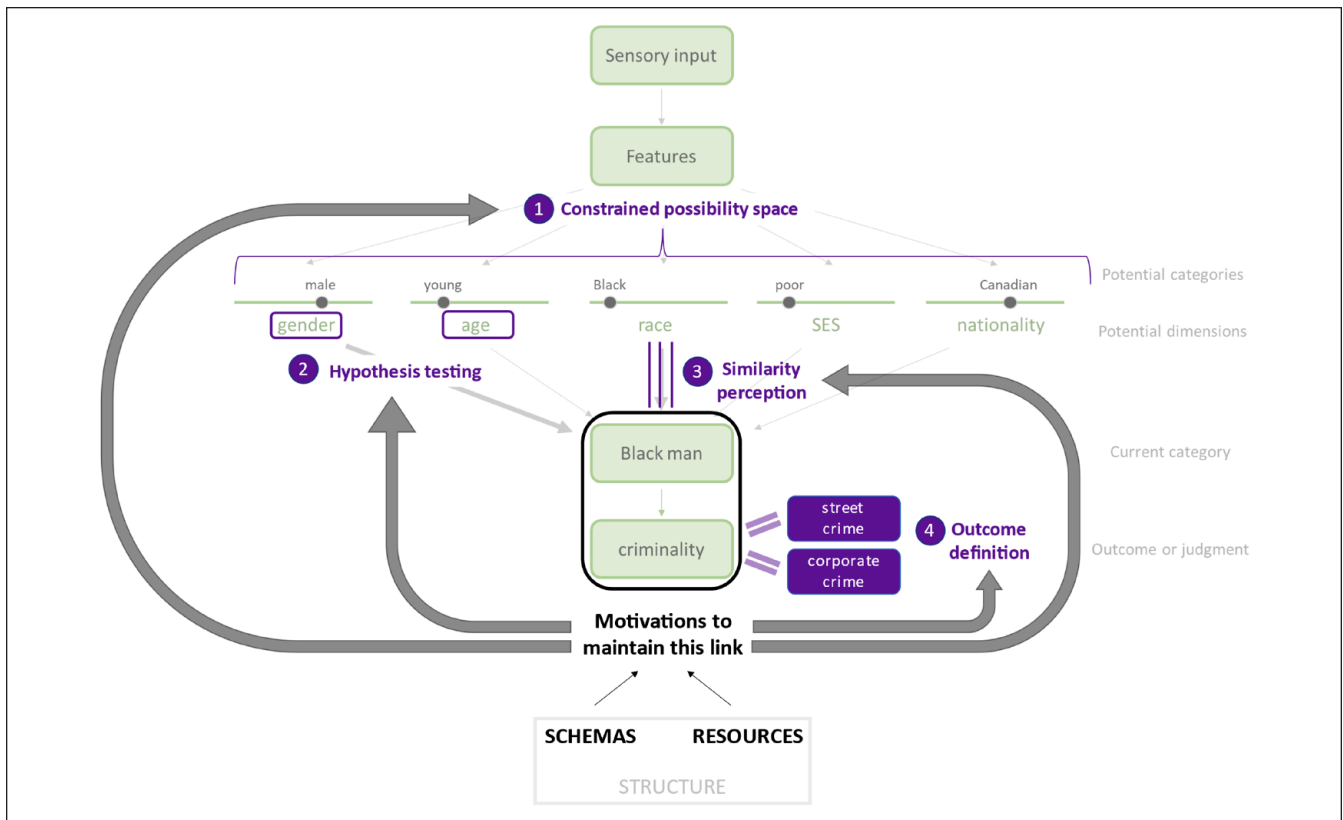 Sensory input
Features
1 Constrained possibility space
Potential categories
male
young
Black
poor
Canadian
gender
age
race
SES
nationality
Potential dimensions
2 Hypothesis testing
3 Similarity
perception
Black man
Current category
criminality
street
crime
corporate
crime
4 Outcome
definition
Outcome or judgment
Motivations to
maintain this link
SCHEMAS
RESOURCES
STRUCTURE